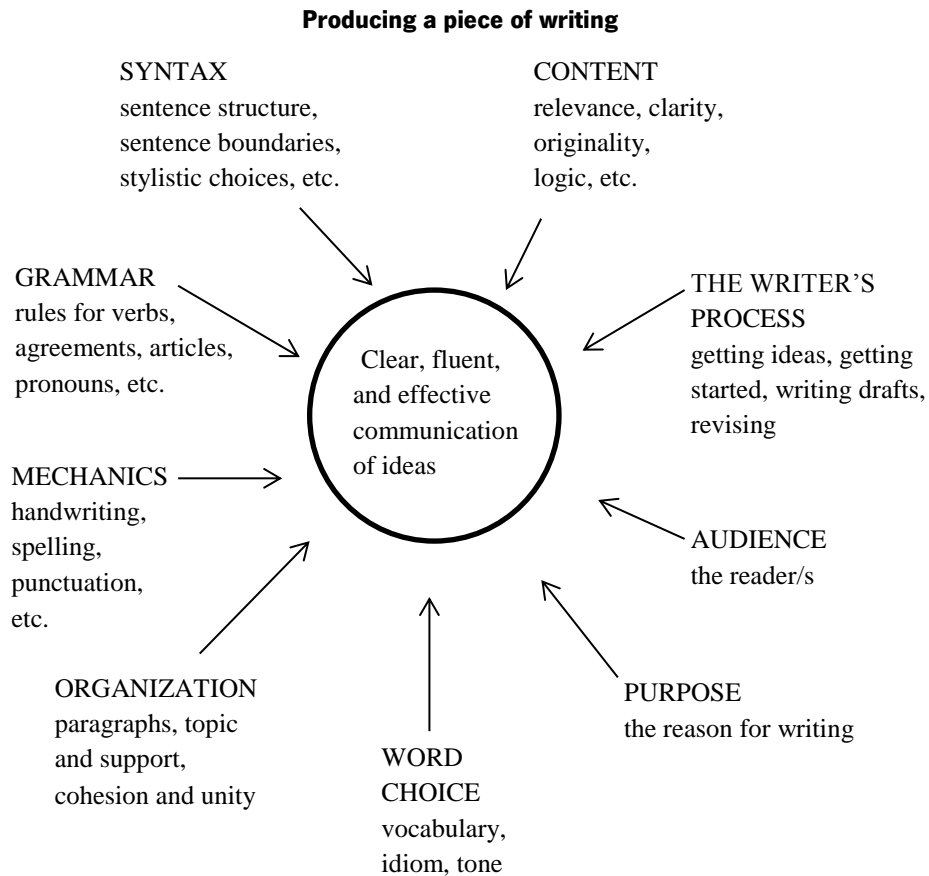 Producing a piece of writing
SYNTAX
sentence structure,
sentence boundaries,
stylistic choices, etc.
CONTENT
relevance, clarity,
originality,
logic, etc.
GRAMMAR
rules for verbs,
agreements, articles,
pronouns, etc.
Clear, fluent,
and effective
communication
of ideas
THE WRITER'S
PROCESS
getting ideas, getting
started, writing drafts,
revising
MECHANICS
handwriting,
spelling,
punctuation,
etc.
AUDIENCE
the reader/s
ORGANIZATION
paragraphs, topic
and support,
cohesion and unity
WORD
CHOICE
vocabulary,
idiom, tone
PURPOSE
the reason for writing